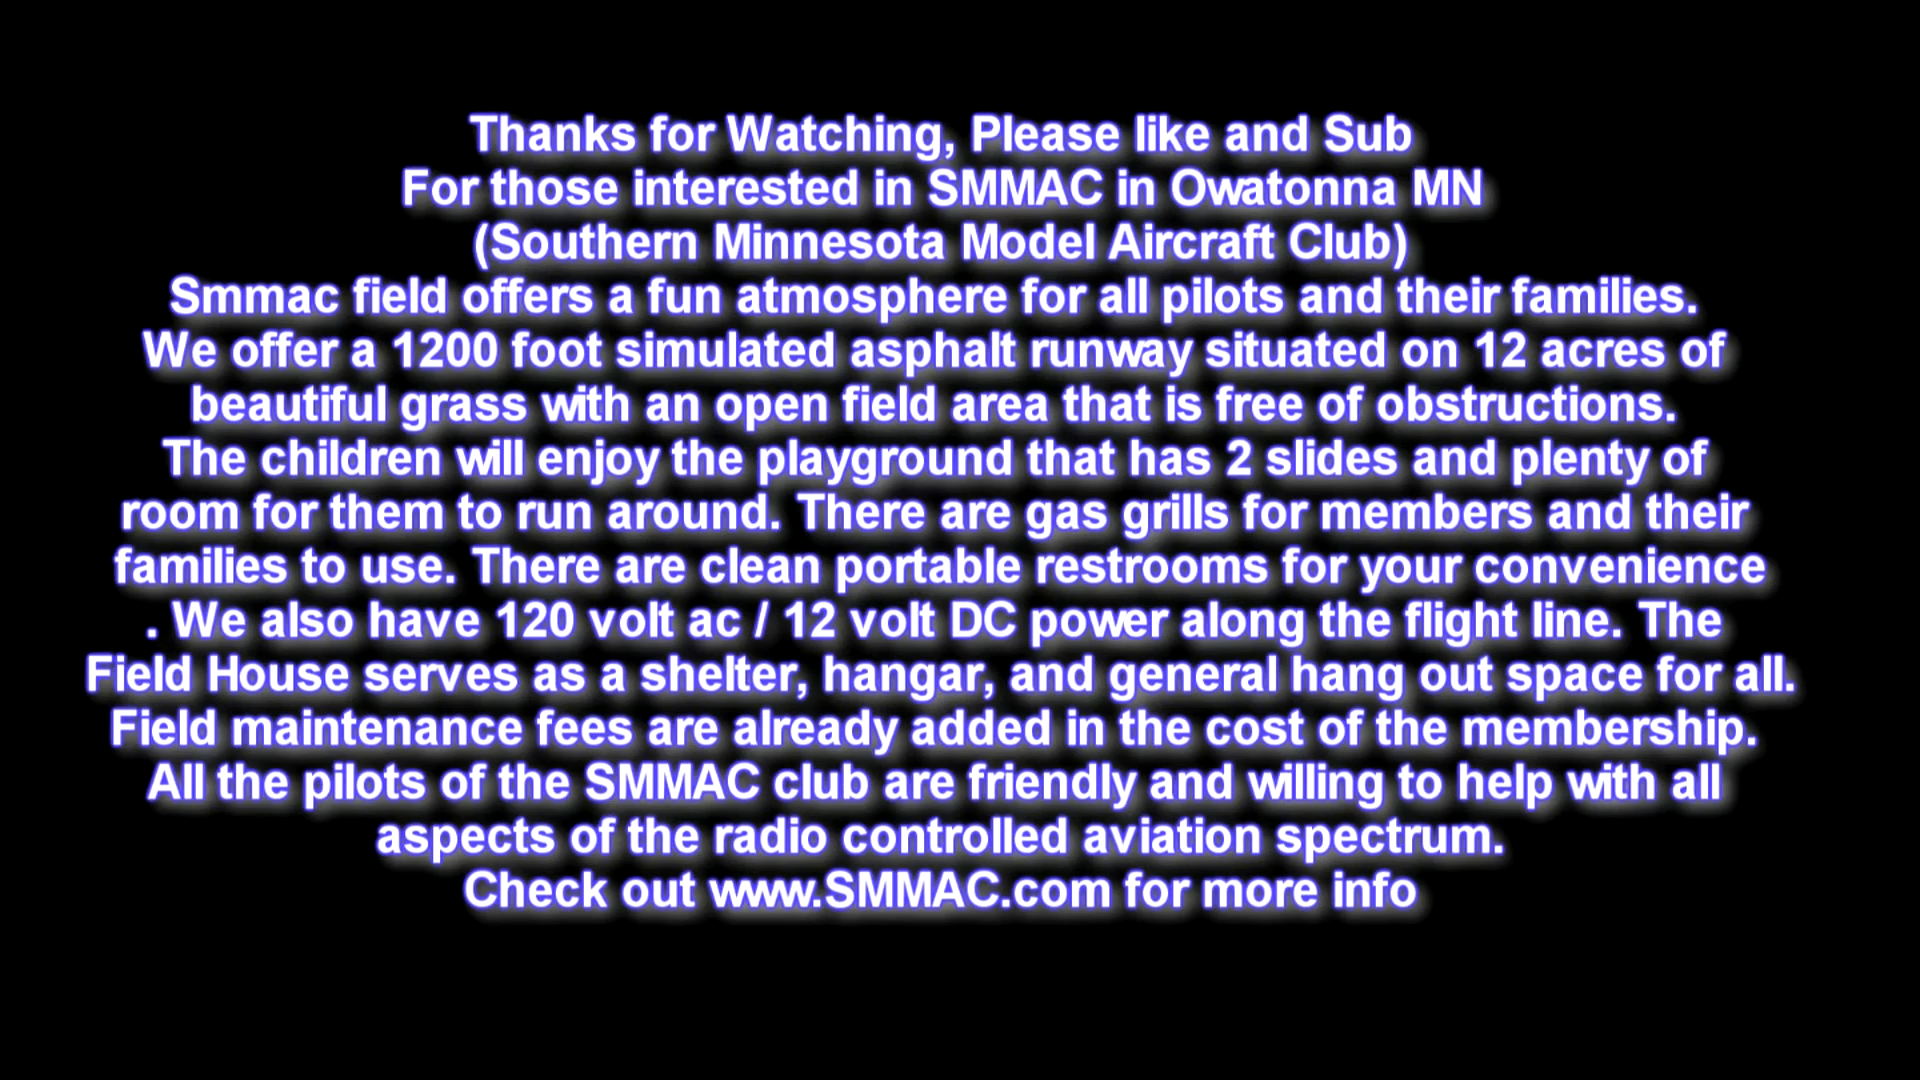 Thanks for Watching, Please like and Sub
For those interested in SMMAC in Owatonna MN
(Southern Minnesota Model Aircraft Club)
Smmac field offers a fun atmosphere for all pilots and their families.
We offer a 1200 foot simulated asphalt runway situated on 12 acres of
beautiful grass with an open field area that is free of obstructions.
The children will enjoy the playground that has 2 slides and plenty of
room for them to run around. There are gas grills for members and their
families to use. There are clean portable restrooms for your convenience
. We also have 120 volt ac / 12 volt DC power along the flight line. The
Field House serves as a shelter, hangar, and general hang out space for all.
Field maintenance fees are already added in the cost of the membership.
All the pilots of the SMMAC club are friendly and willing to help with all
aspects of the radio controlled aviation spectrum.
Check out www.SMMAC.com for more info